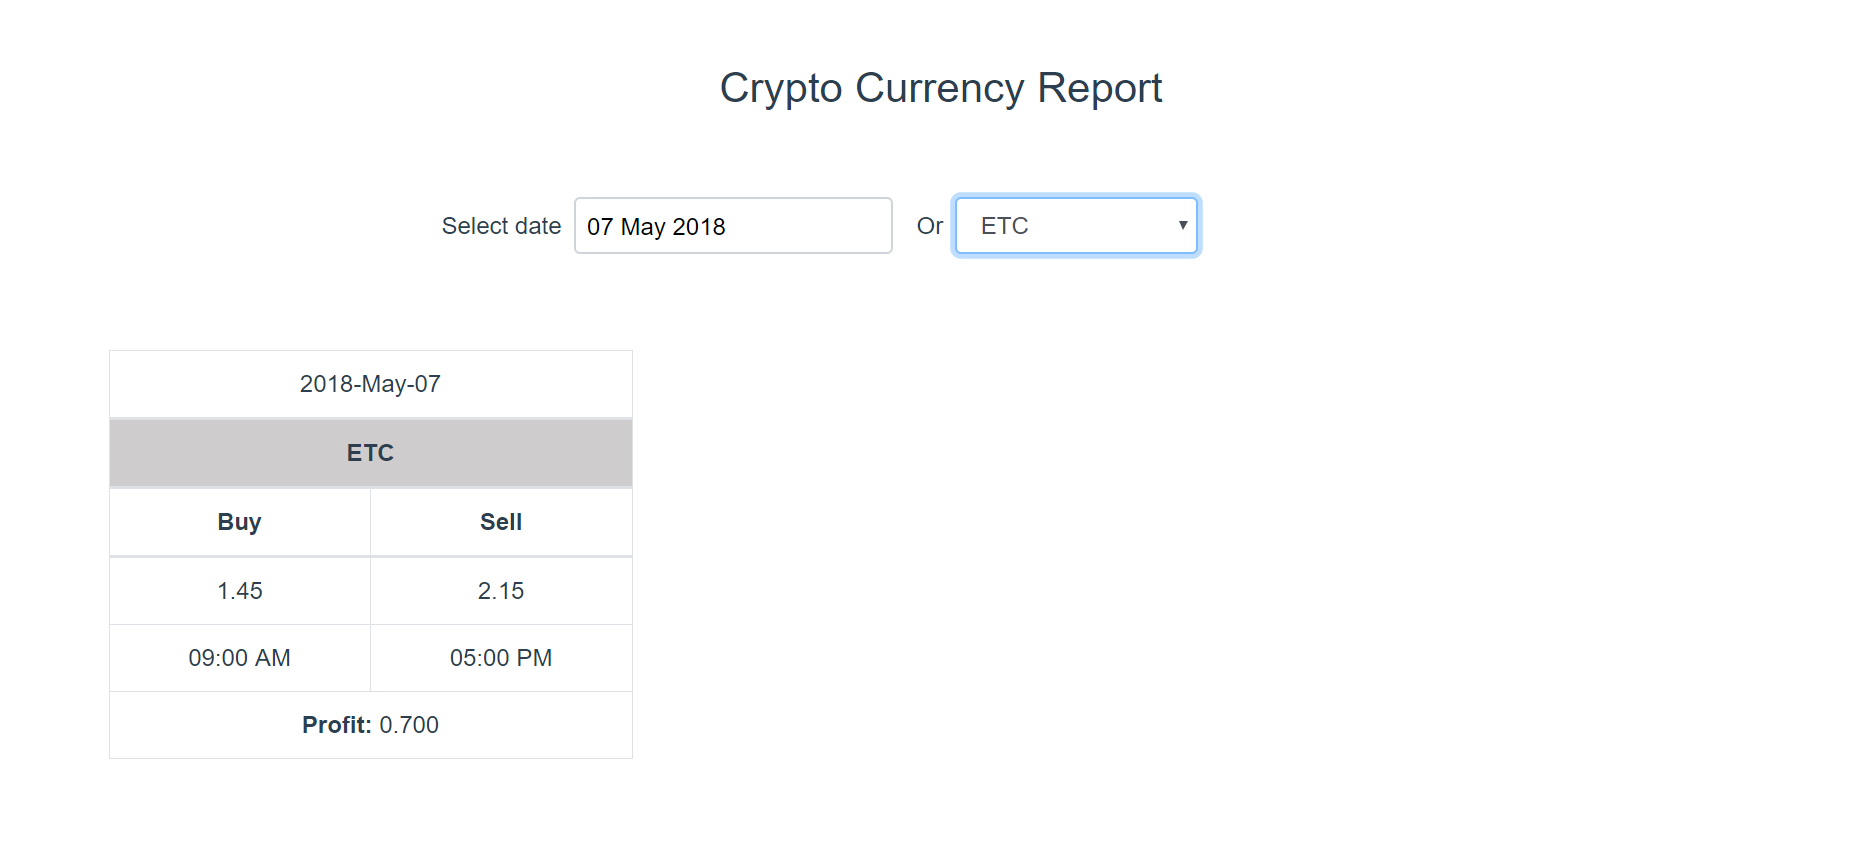 Crypto Currency Report
Select date 07 May 2018 Or ETC
2018-May-07
ETC
Buy Sell
1.45 2.15
09:00 AM 05:00 PM
Profit: 0.700